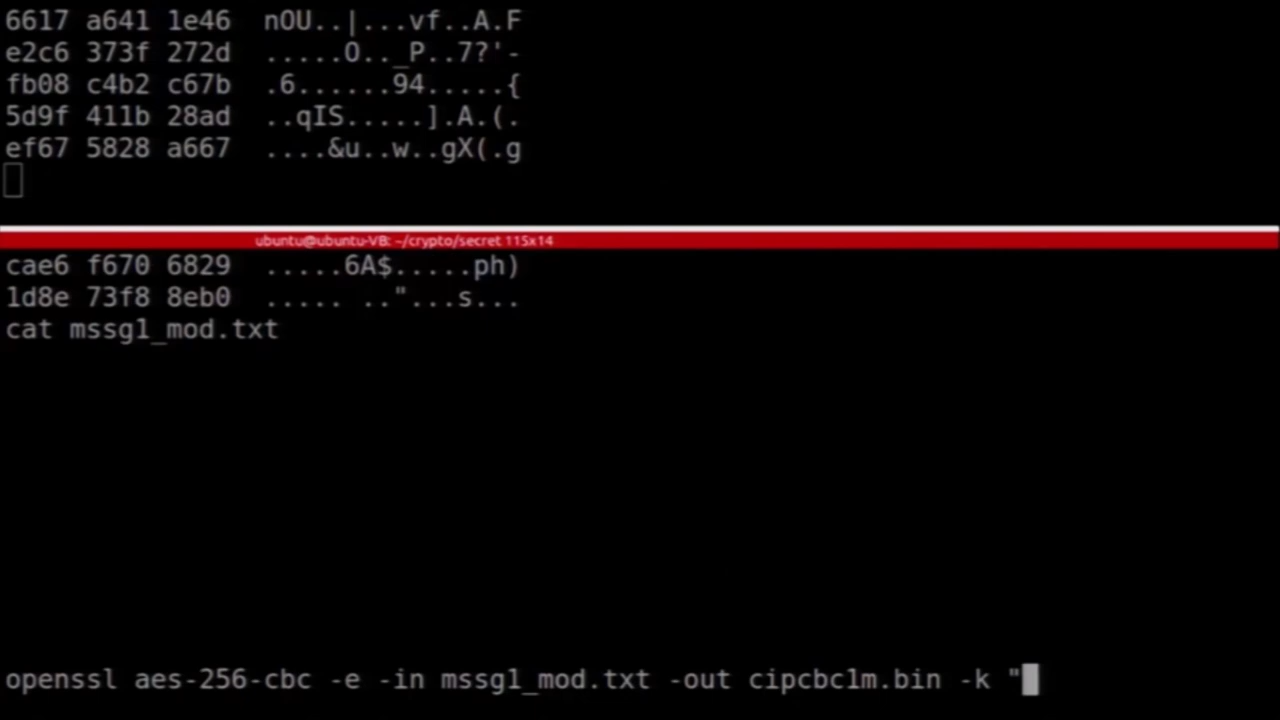 6617 a641 1e46 nOU..|...vf..A.F
e2c6 373f 272d .....O.._P..7?'-
fb08 c4b2 c67b .6......94.....{
5d9f 411b 28ad ..qIS.....].A.(.
ef67 5828 a667 ....&u..w..gX(.g
ubuntu@ubuntu-VB: ~/crypto/secret 115x14
cae6 f670 6829 .....6A$.....ph)
1d8e 73f8 8eb0 ..... .."...s...
cat mssg1_mod.txt
openssl aes-256-cbc -e -in mssg1_mod.txt -out cipcbc1m.bin -k "